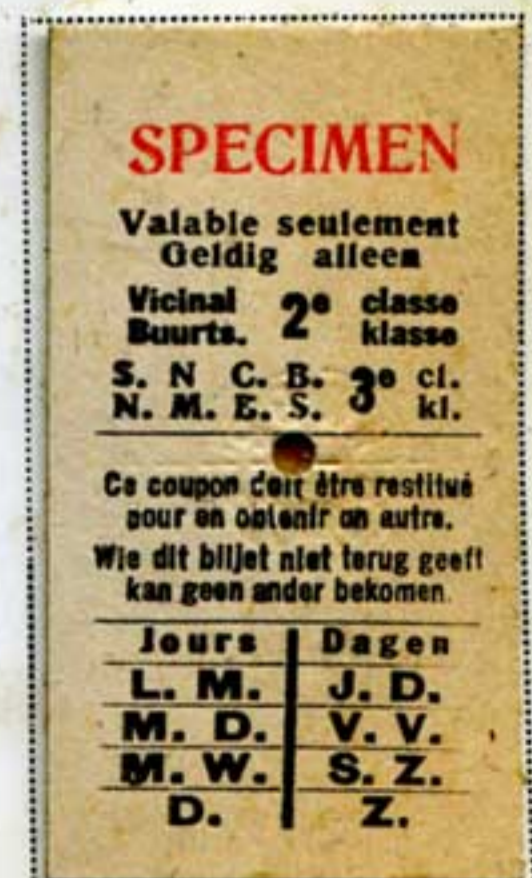 SPECIMEN
Valable seulement
Geldig alleen
Vicinal 2e classe
Buurts. klasse
S. N C. B. 3e cl.
N. M. E. S. kl.
Ce coupon doit être restitué
pour en obtenir un autre.
Wie dit biljet niet terug geeft
kan geen ander bekomen.
Jours Dagen
L. M. J. D.
M. D. V. V.
M. W. S. Z.
D. Z.